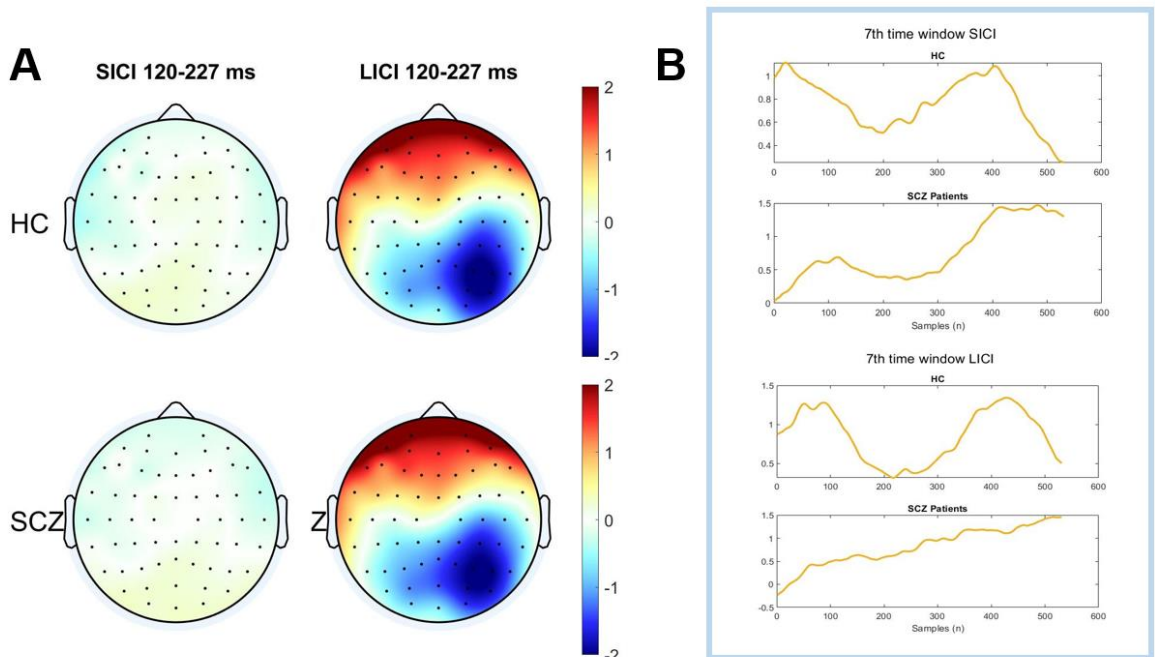 A
SICI 120-227 ms
LICI 120-227 ms
HC
2
1
0
-1
-2
SCZ
Z
2
1
0
-1
-2
B
7th time window SICI
HC
1
0.8
0.6
0.4
0 100 200 300 400 500 600
SCZ Patients
1.5
1
0.5
0
0 100 200 300 400 500 600
Samples (n)
7th time window LICI
HC
1.5
1
0.5
0 100 200 300 400 500 600
SCZ Patients
1.5
1
0.5
0
-0.5
0 100 200 300 400 500 600
Samples (n)